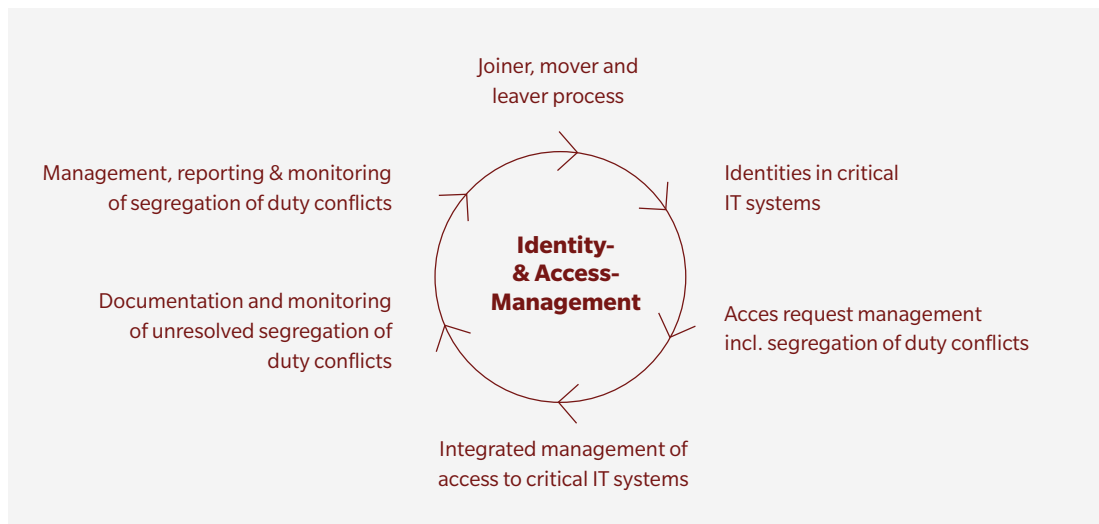 Joiner, mover and
leaver process
Identities in critical
IT systems
Acces request management
incl. segregation of duty conflicts
Integrated management of
access to critical IT systems
Documentation and monitoring
of unresolved segregation of
duty conflicts
Management, reporting & monitoring
of segregation of duty conflicts
Identity-
& Access-
Management